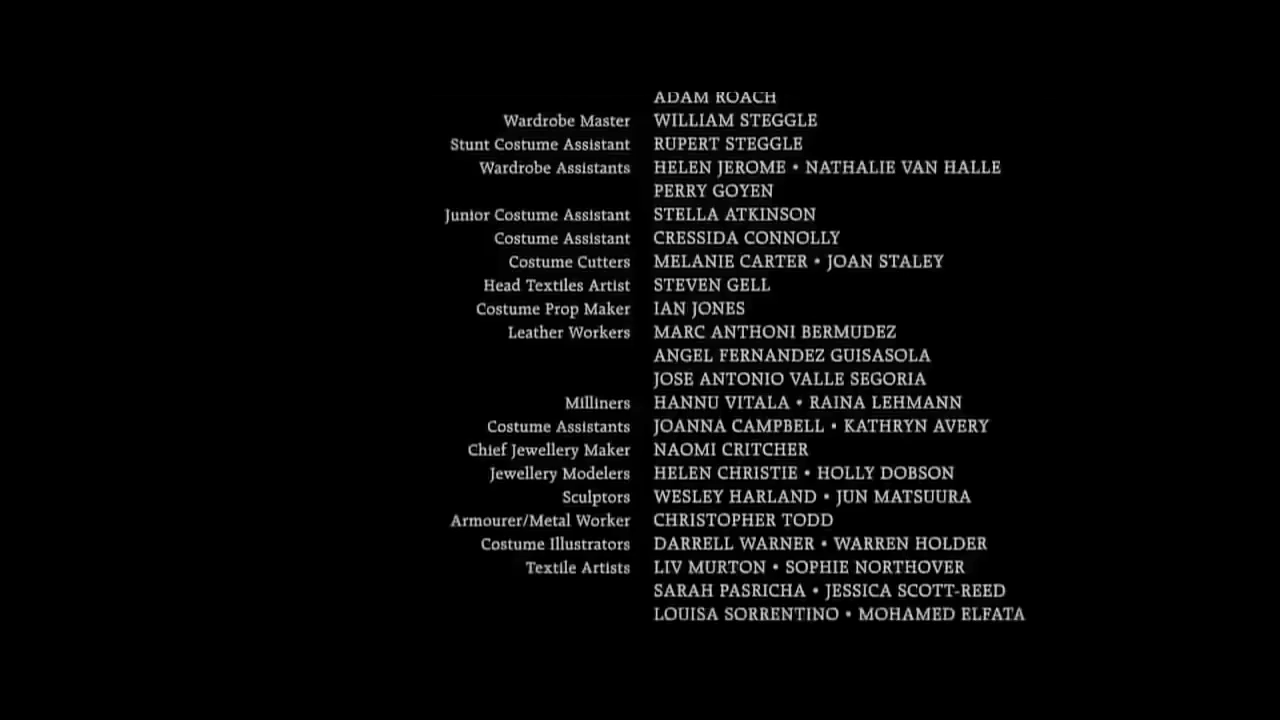 ADAM ROACH
Wardrobe Master WILLIAM STEGGLE
Stunt Costume Assistant RUPERT STEGGLE
Wardrobe Assistants HELEN JEROME • NATHALIE VAN HALLE
PERRY GOYEN
Junior Costume Assistant STELLA ATKINSON
Costume Assistant CRESSIDA CONNOLLY
Costume Cutters MELANIE CARTER • JOAN STALEY
Head Textiles Artist STEVEN GELL
Costume Prop Maker IAN JONES
Leather Workers MARC ANTHONI BERMUDEZ
ANGEL FERNANDEZ GUISASOLA
JOSE ANTONIO VALLE SEGORIA
Milliners HANNU VITALA • RAINA LEHMANN
Costume Assistants JOANNA CAMPBELL • KATHRYN AVERY
Chief Jewellery Maker NAOMI CRITCHER
Jewellery Modelers HELEN CHRISTIE • HOLLY DOBSON
Sculptors WESLEY HARLAND • JUN MATSUURA
Armourer/Metal Worker CHRISTOPHER TODD
Costume Illustrators DARRELL WARNER • WARREN HOLDER
Textile Artists LIV MURTON • SOPHIE NORTHOVER
SARAH PASRICHA • JESSICA SCOTT-REED
LOUISA SORRENTINO • MOHAMED ELFATA